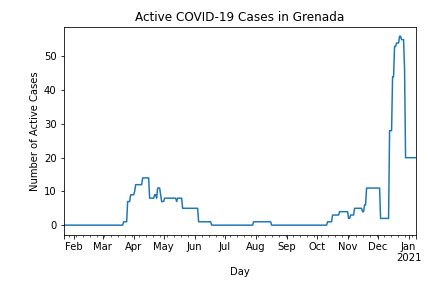 Active COVID-19 Cases in Grenada
Number of Active Cases
50
40
30
20
10
0
Feb Mar Apr May Jun Jul Aug Sep Oct Nov Dec Jan
2021
Day